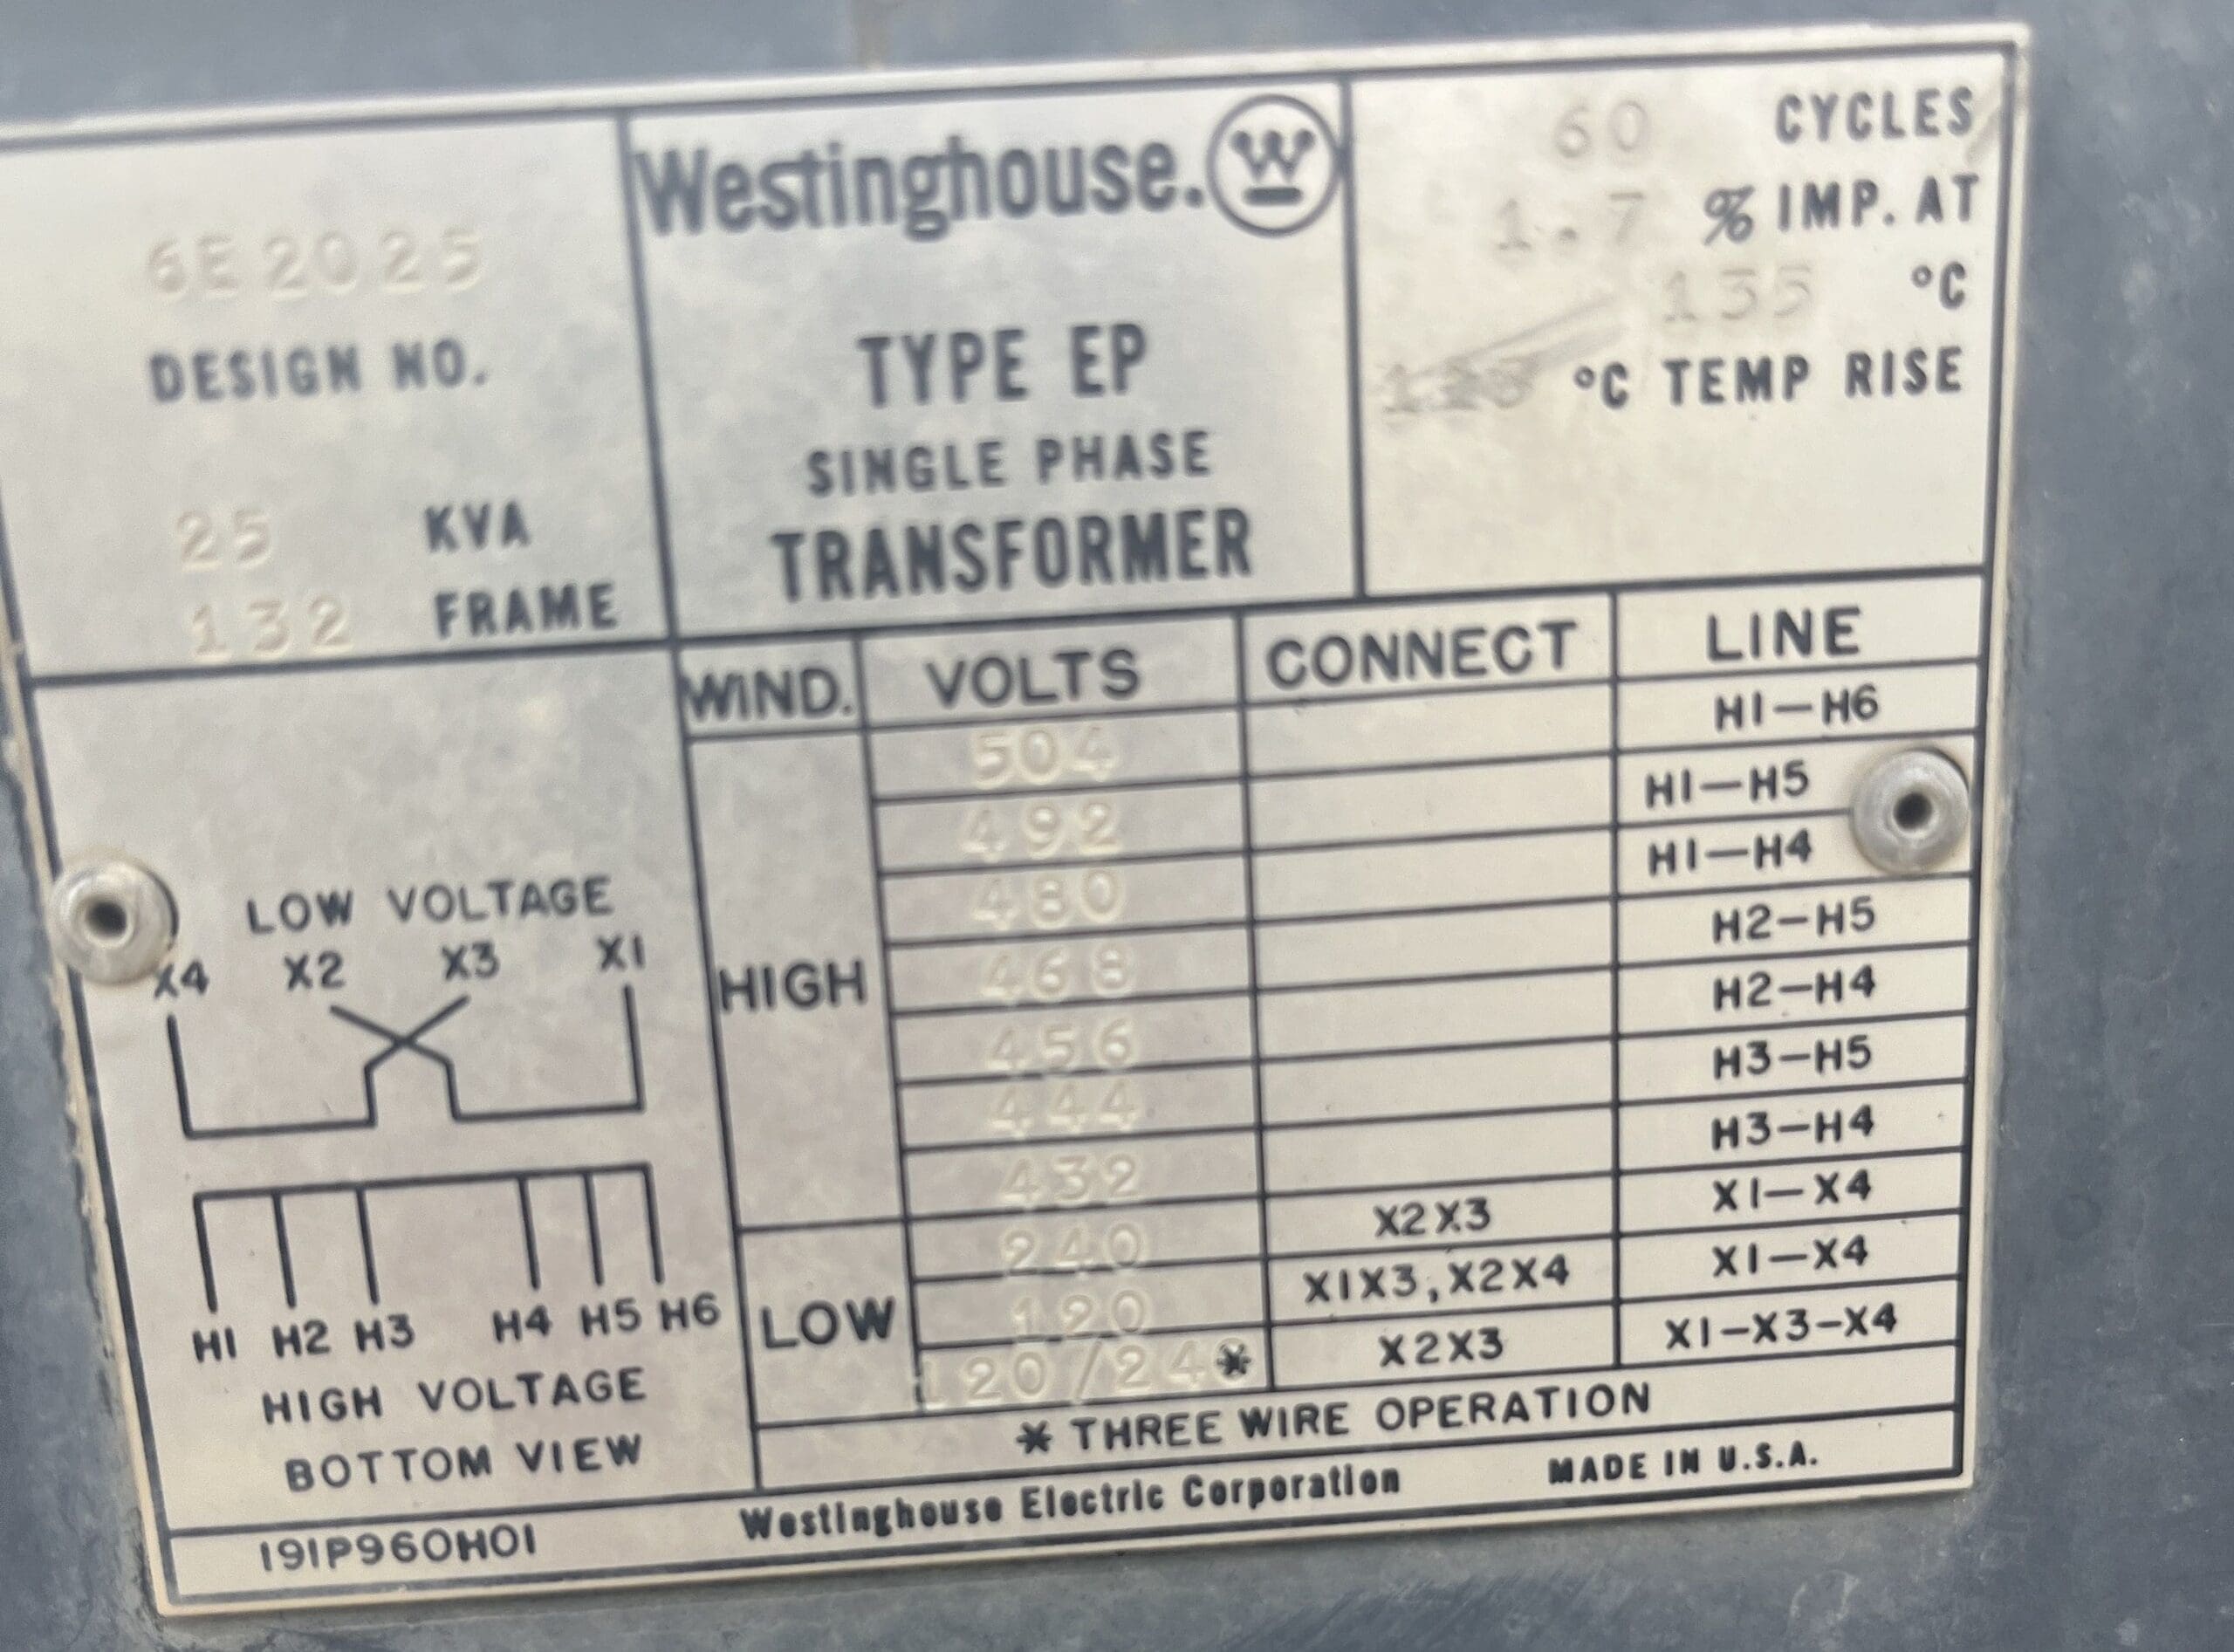 6E2025
DESIGN NO.
25 KVA
132 FRAME
Westinghouse. W
TYPE EP
SINGLE PHASE
TRANSFORMER
60 CYCLES
1.7 % IMP. AT
135 °C
°C TEMP RISE
WIND. VOLTS CONNECT LINE
HIGH
504 H1-H6
492 H1-H5
480 H1-H4
468 H2-H5
456 H2-H4
444 H3-H5
432 H3-H4
LOW
240 X2X3 X1-X4
120 X1X3,X2X4 X1-X4
120/240* X2X3 X1-X3-X4
* THREE WIRE OPERATION
LOW VOLTAGE
X4 X2 X3 X1
H1 H2 H3 H4 H5 H6
HIGH VOLTAGE
BOTTOM VIEW
191P960H01
Westinghouse Electric Corporation MADE IN U.S.A.